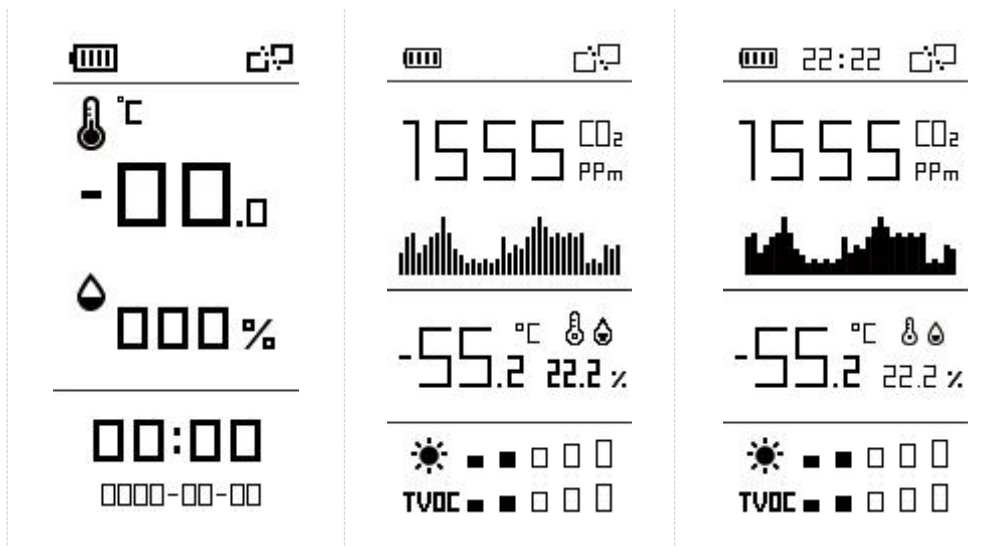 °C
-00.0
000%
00:00
0000-00-00
1555 CO₂
PPm
-55.2 °C
22.2 %
TVOC
22:22
1555 CO₂
PPm
-55.2 °C
22.2 %
TVOC